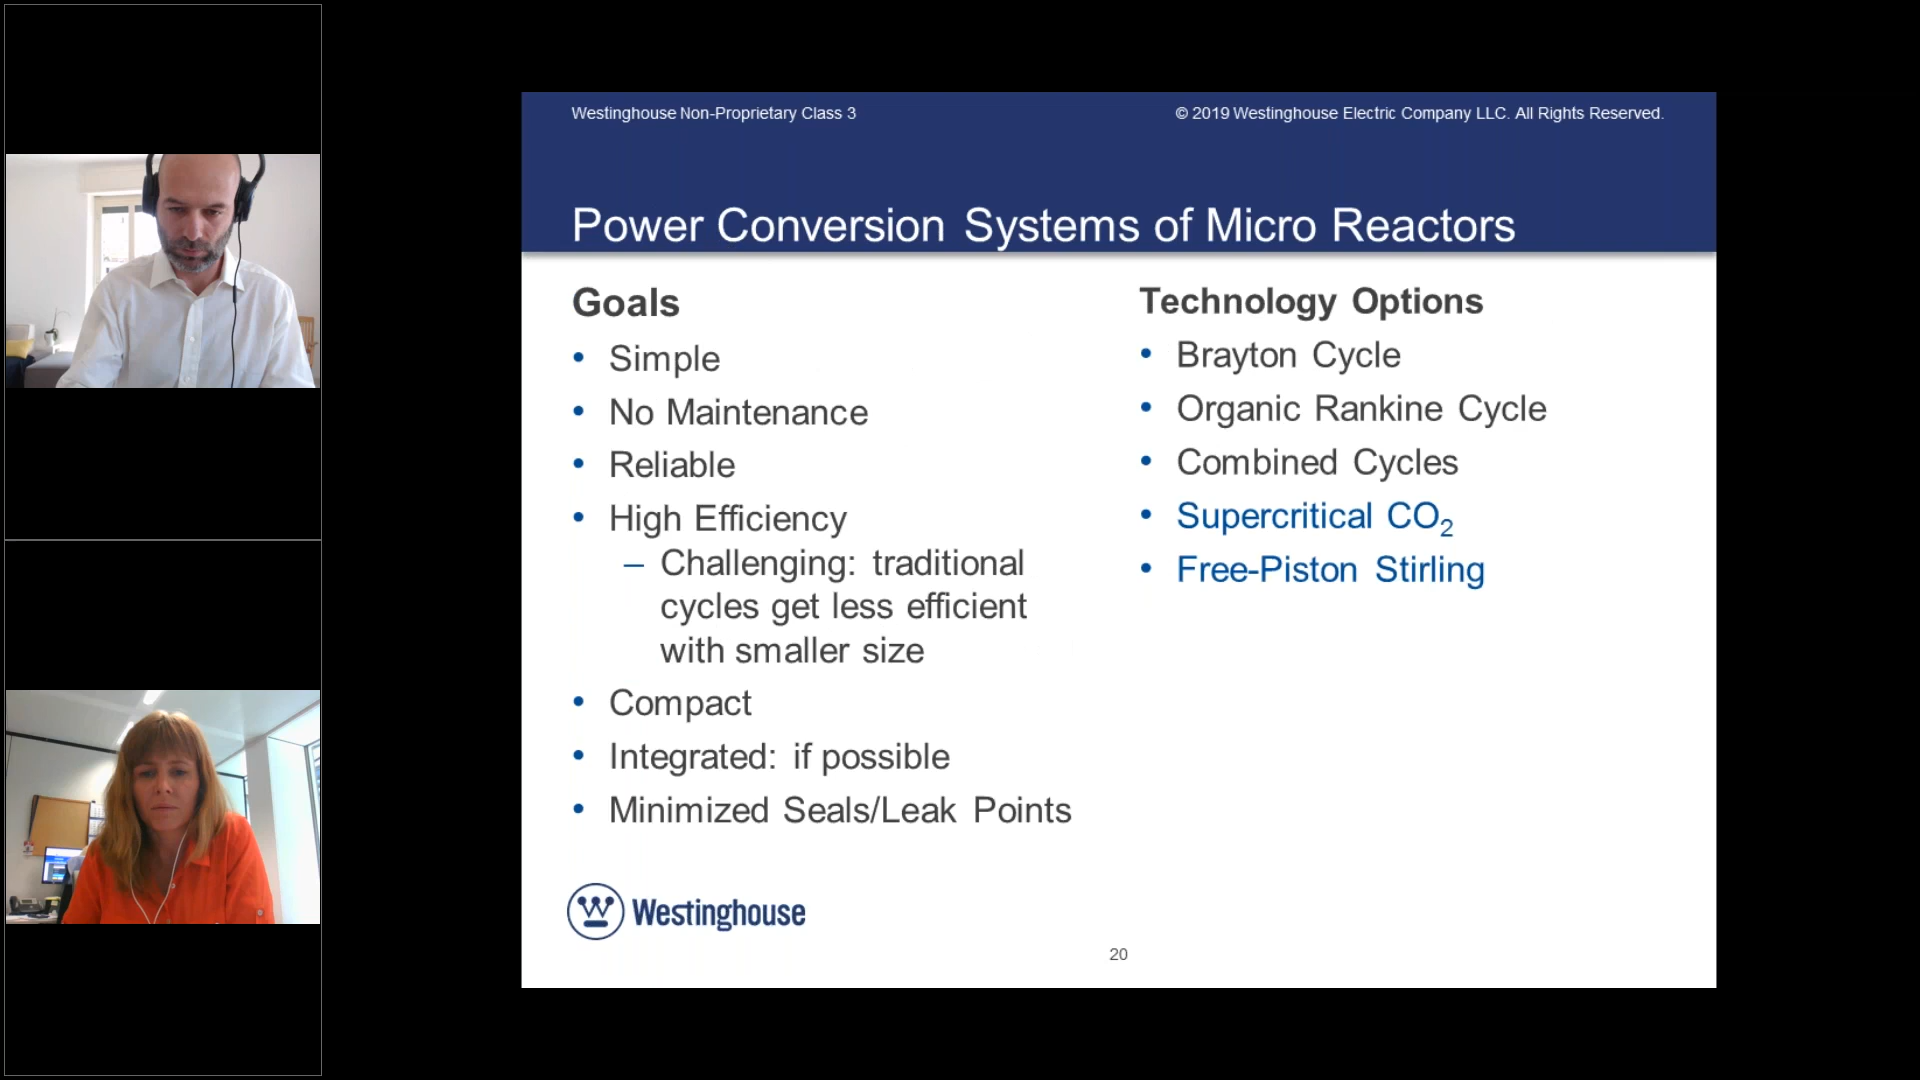 Westinghouse Non-Proprietary Class 3
© 2019 Westinghouse Electric Company LLC. All Rights Reserved.
Power Conversion Systems of Micro Reactors
Goals
• Simple
• No Maintenance
• Reliable
• High Efficiency
– Challenging: traditional
cycles get less efficient
with smaller size
• Compact
• Integrated: if possible
• Minimized Seals/Leak Points
Technology Options
• Brayton Cycle
• Organic Rankine Cycle
• Combined Cycles
• Supercritical CO₂
• Free-Piston Stirling
W Westinghouse
20